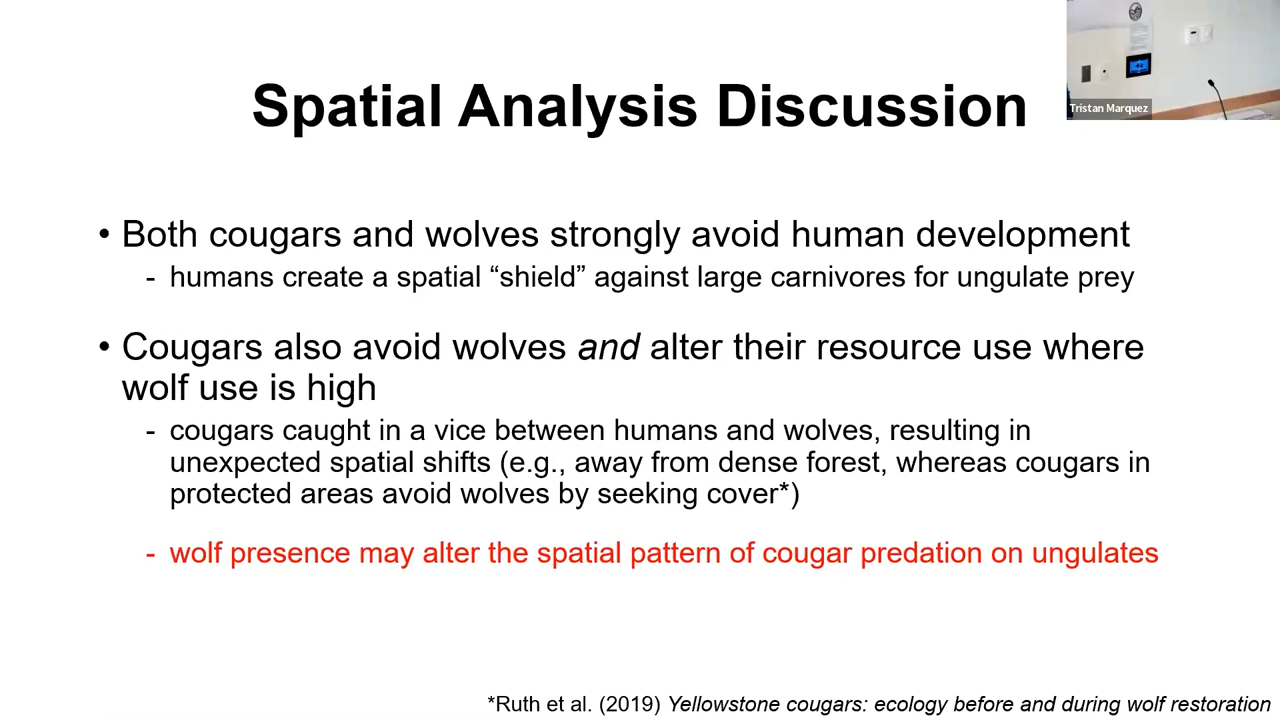 Spatial Analysis Discussion
Tristan Marquez
• Both cougars and wolves strongly avoid human development
- humans create a spatial “shield” against large carnivores for ungulate prey
• Cougars also avoid wolves and alter their resource use where
wolf use is high
- cougars caught in a vice between humans and wolves, resulting in
unexpected spatial shifts (e.g., away from dense forest, whereas cougars in
protected areas avoid wolves by seeking cover*)
- wolf presence may alter the spatial pattern of cougar predation on ungulates
*Ruth et al. (2019) Yellowstone cougars: ecology before and during wolf restoration